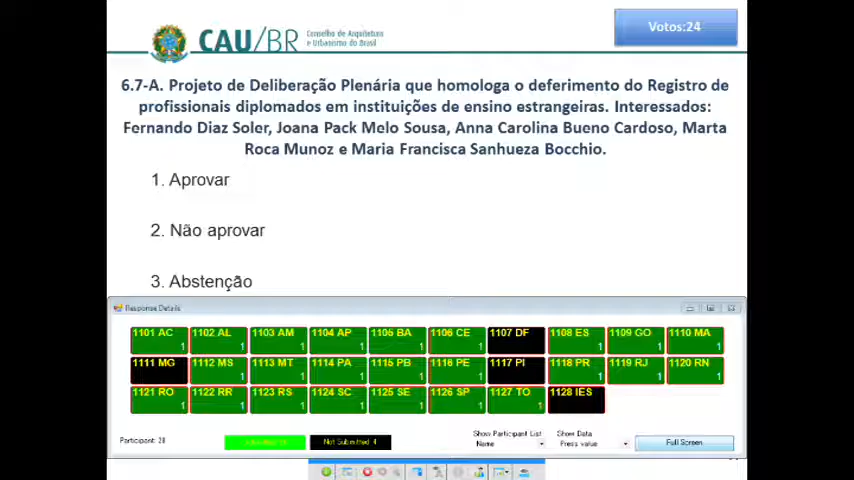 CAU/BR Conselho de Arquitetura
e Urbanismo do Brasil
Votos:24
6.7-A. Projeto de Deliberação Plenária que homologa o deferimento do Registro de
profissionais diplomados em instituições de ensino estrangeiras. Interessados:
Fernando Diaz Soler, Joana Pack Melo Sousa, Anna Carolina Bueno Cardoso, Marta
Roca Munoz e Maria Francisca Sanhueza Bocchio.
1. Aprovar
2. Não aprovar
3. Abstenção
Response Details
1101 AC 1102 AL 1103 AM 1104 AP 1105 BA 1106 CE 1107 DF 1108 ES 1109 GO 1110 MA
1 1 1 1 1 1 1 1 1
1111 MG 1112 MS 1113 MT 1114 PA 1115 PB 1116 PE 1117 PI 1118 PR 1119 RJ 1120 RN
1 1 1 1 1 1 1 1
1121 RO 1122 RR 1123 RS 1124 SC 1125 SE 1126 SP 1127 TO 1128 IES
1 1 1 1 1 1 1
Show Participant List Show Data
Participant: 28 Not Submitted 4 Name Press value Full Screen